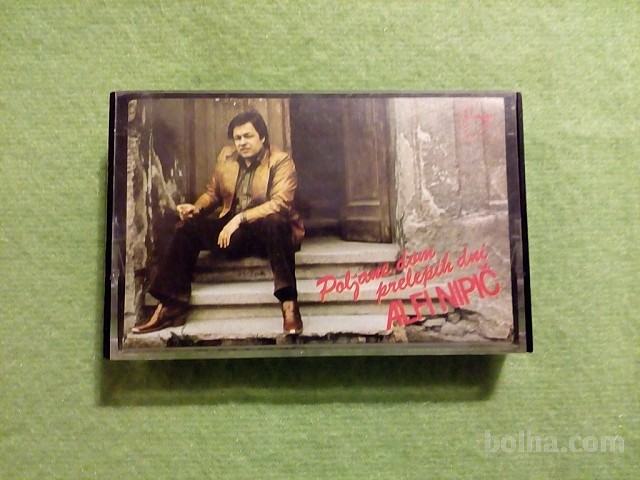 Poljane dom
prelepih dni
ALFI NIPIČ
bolha.com